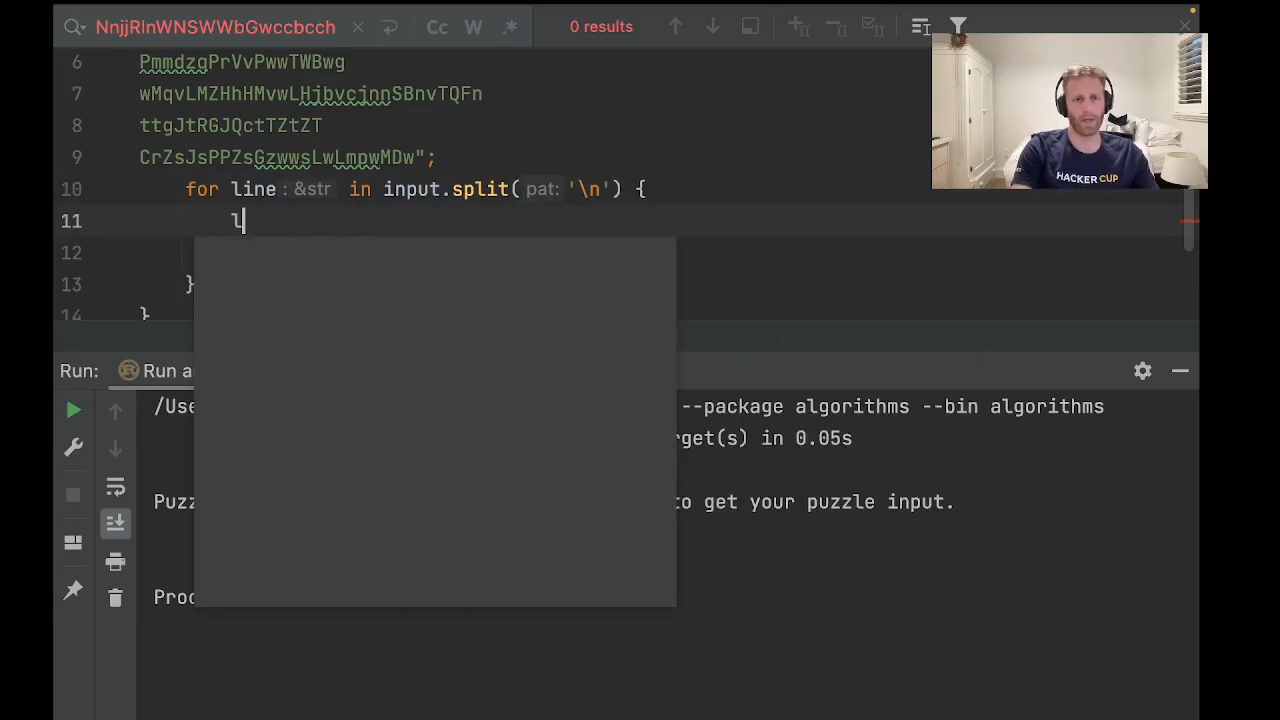 NnjjRlnWNSWWbGwccbcch × Cc W .* 0 results
6 PmmdzqPrVvPwwTWBwg
7 wMqvLMZHhHMvwLHjbvcjnnSBnvTQFn
8 ttgJtRGJQctTZtZT
9 CrZsJsPPZsGzwwsLwLmpwMDw";
10 for line: &str in input.split( pat: '\n') {
11 l
12
13 }
14 }
HACKER CUP
Run: Run a
/Use --package algorithms --bin algorithms
rget(s) in 0.05s
Puzz to get your puzzle input.
Proc